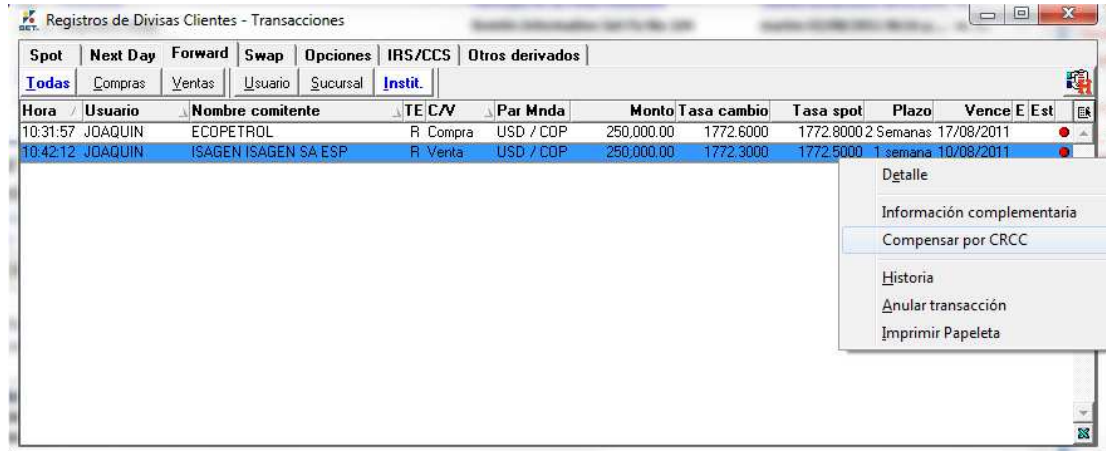 SET. Registros de Divisas Clientes - Transacciones
Spot Next Day Forward Swap Opciones IRS/CCS Otros derivados
Todas Compras Ventas Usuario Sucursal Instit.
Hora Usuario Nombre comitente TE C/V Par Mnda Monto Tasa cambio Tasa spot Plazo Vence E Est
10:31:57 JOAQUIN ECOPETROL R Compra USD / COP 250,000.00 1772.6000 1772.8000 2 Semanas 17/08/2011
10:42:12 JOAQUIN ISAGEN ISAGEN SA ESP R Venta USD / COP 250,000.00 1772.3000 1772.5000 1 semana 10/08/2011
Detalle
Información complementaria
Compensar por CRCC
Historia
Anular transacción
Imprimir Papeleta